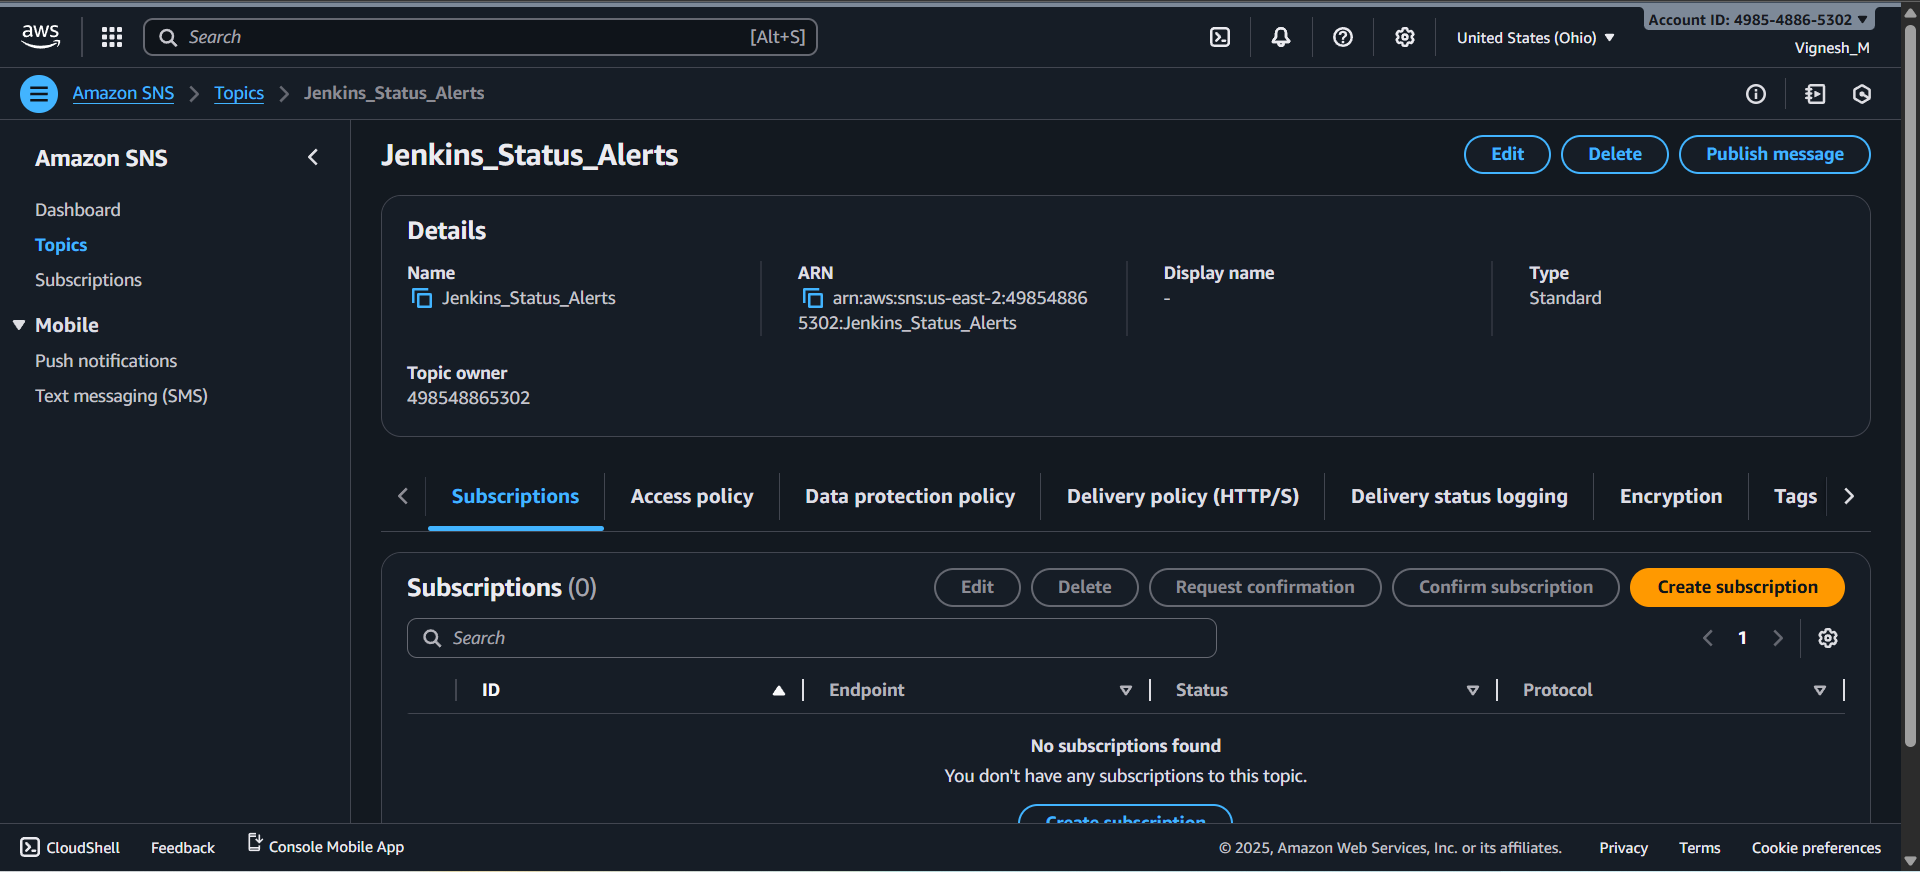 aws
Search [Alt+S]
United States (Ohio)
Account ID: 4985-4886-5302
Vignesh_M
Amazon SNS
Topics
Jenkins_Status_Alerts
Amazon SNS
Dashboard
Topics
Subscriptions
Mobile
Push notifications
Text messaging (SMS)
Jenkins_Status_Alerts
Edit
Delete
Publish message
Details
Name
Jenkins_Status_Alerts
ARN
arn:aws:sns:us-east-2:49854886
5302:Jenkins_Status_Alerts
Display name
-
Type
Standard
Topic owner
498548865302
Subscriptions
Access policy
Data protection policy
Delivery policy (HTTP/S)
Delivery status logging
Encryption
Tags
Subscriptions (0)
Edit
Delete
Request confirmation
Confirm subscription
Create subscription
Search
1
ID
Endpoint
Status
Protocol
No subscriptions found
You don't have any subscriptions to this topic.
Create subscription
CloudShell
Feedback
Console Mobile App
© 2025, Amazon Web Services, Inc. or its affiliates.
Privacy
Terms
Cookie preferences